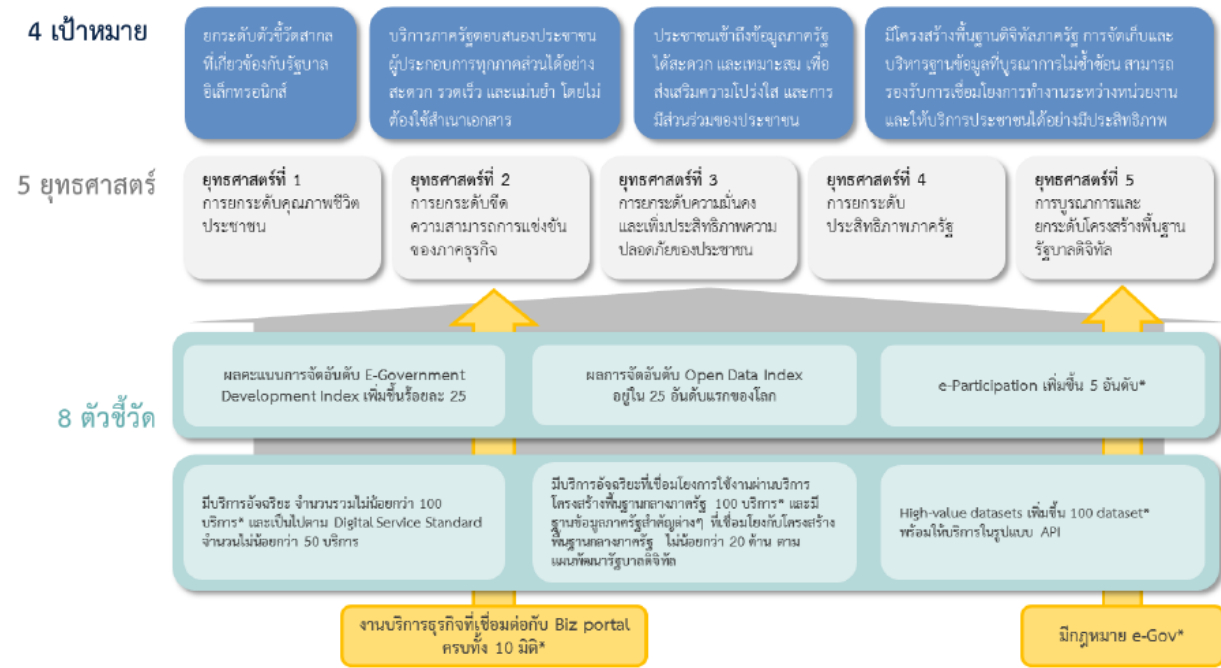 4 เป้าหมาย
ยกระดับตัวชี้วัดสากล
ที่เกี่ยวข้องกับรัฐบาล
อิเล็กทรอนิกส์
บริการภาครัฐตอบสนองประชาชน
ผู้ประกอบการทุกภาคส่วนได้อย่าง
สะดวก รวดเร็ว และแม่นยำ โดยไม่
ต้องใช้สำเนาเอกสาร
ประชาชนเข้าถึงข้อมูลภาครัฐ
ได้สะดวก และเหมาะสม เพื่อ
ส่งเสริมความโปร่งใส และการ
มีส่วนร่วมของประชาชน
มีโครงสร้างพื้นฐานดิจิทัลภาครัฐ การจัดเก็บและ
บริหารฐานข้อมูลที่บูรณาการไม่ซ้ำซ้อน สามารถ
รองรับการเชื่อมโยงการทำงานระหว่างหน่วยงาน
และให้บริการประชาชนได้อย่างมีประสิทธิภาพ
5 ยุทธศาสตร์
ยุทธศาสตร์ที่ 1
การยกระดับคุณภาพชีวิต
ประชาชน
ยุทธศาสตร์ที่ 2
การยกระดับขีด
ความสามารถการแข่งขัน
ของภาคธุรกิจ
ยุทธศาสตร์ที่ 3
การยกระดับความมั่นคง
และเพิ่มประสิทธิภาพความ
ปลอดภัยของประชาชน
ยุทธศาสตร์ที่ 4
การยกระดับ
ประสิทธิภาพภาครัฐ
ยุทธศาสตร์ที่ 5
การบูรณาการและ
ยกระดับโครงสร้างพื้นฐาน
รัฐบาลดิจิทัล
8 ตัวชี้วัด
ผลคะแนนการจัดอันดับ E-Government
Development Index เพิ่มขึ้นร้อยละ 25
ผลการจัดอันดับ Open Data Index
อยู่ใน 25 อันดับแรกของโลก
e-Participation เพิ่มขึ้น 5 อันดับ*
มีบริการอัจฉริยะ จำนวนรวมไม่น้อยกว่า 100
บริการ* และเป็นไปตาม Digital Service Standard
จำนวนไม่น้อยกว่า 50 บริการ
มีบริการอัจฉริยะที่เชื่อมโยงการใช้งานผ่านบริการ
โครงสร้างพื้นฐานกลางภาครัฐ 100 บริการ* และมี
ฐานข้อมูลภาครัฐสำคัญต่างๆ ที่เชื่อมโยงกับโครงสร้าง
พื้นฐานกลางภาครัฐ ไม่น้อยกว่า 20 ด้าน ตาม
แผนพัฒนารัฐบาลดิจิทัล
High-value datasets เพิ่มขึ้น 100 dataset*
พร้อมให้บริการในรูปแบบ API
งานบริการธุรกิจที่เชื่อมต่อกับ Biz portal
ครบทั้ง 10 มิติ*
มีกฎหมาย e-Gov*